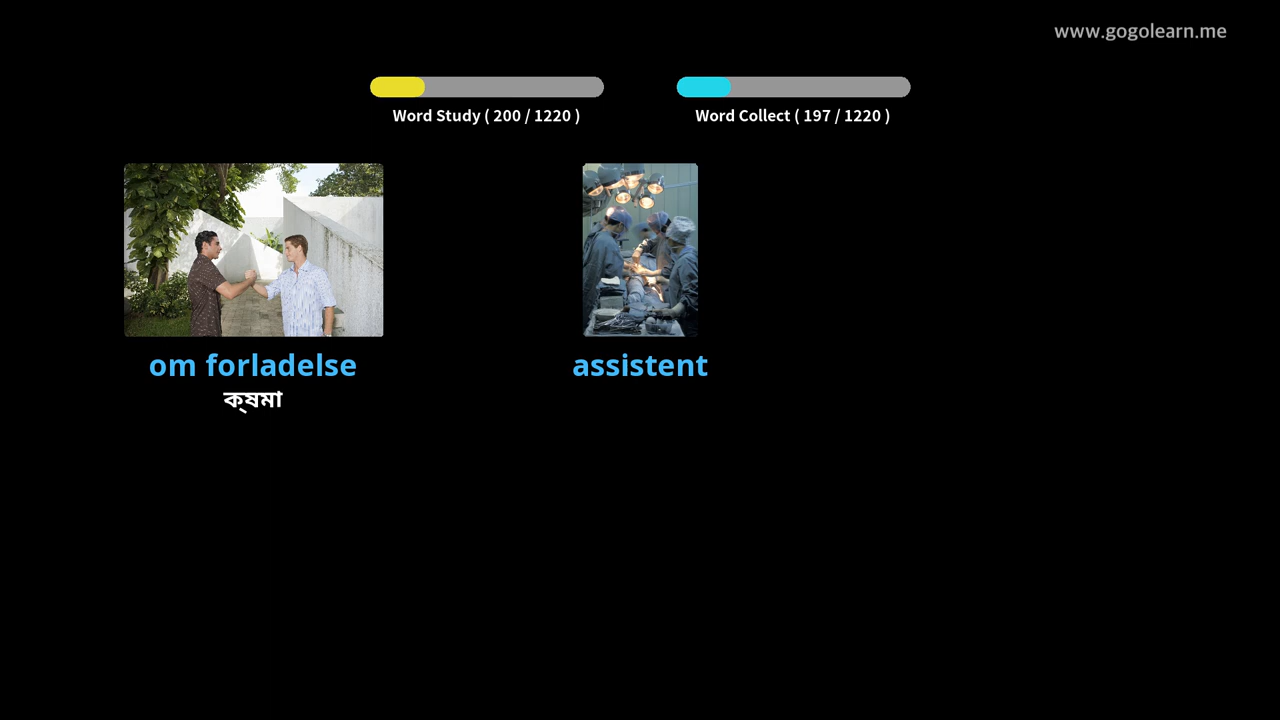 www.gogolearn.me
Word Study ( 200 / 1220 )
Word Collect ( 197 / 1220 )
om forladelse
ক্ষমা
assistent